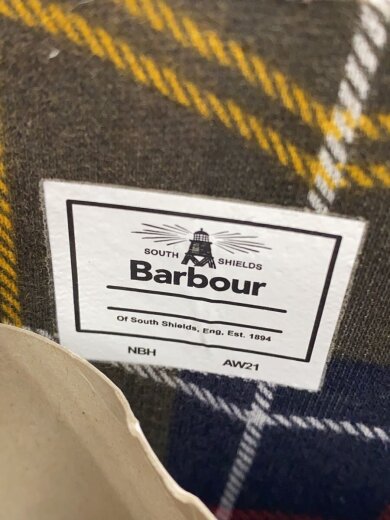 SOUTH SHIELDS
Barbour
Of South Shields, Eng. Est. 1894
NBH AW21